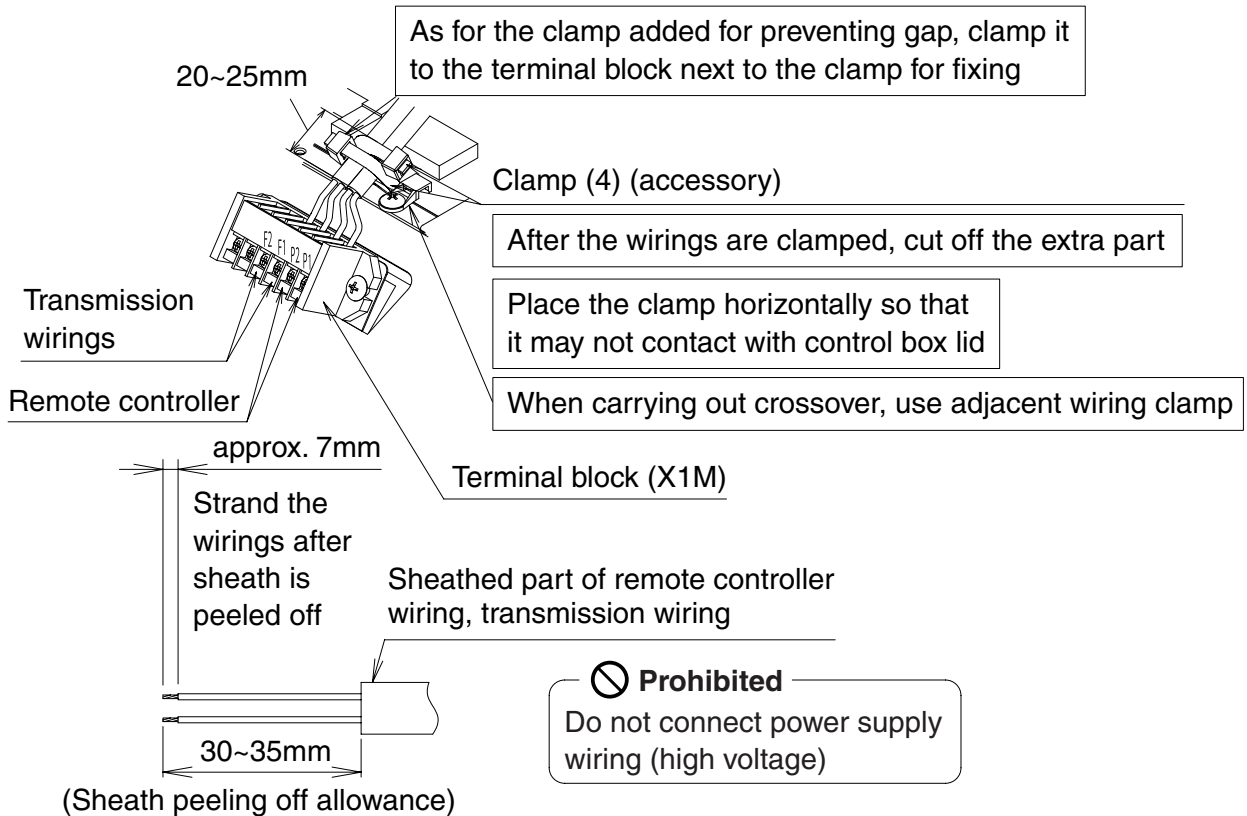 As for the clamp added for preventing gap, clamp it
to the terminal block next to the clamp for fixing
20~25mm
Clamp (4) (accessory)
After the wirings are clamped, cut off the extra part
F2 F1 P2 P1
Transmission
wirings
Place the clamp horizontally so that
it may not contact with control box lid
Remote controller
When carrying out crossover, use adjacent wiring clamp
approx. 7mm
Terminal block (X1M)
Strand the
wirings after
sheath is
peeled off
Sheathed part of remote controller
wiring, transmission wiring
Prohibited
Do not connect power supply
wiring (high voltage)
30~35mm
(Sheath peeling off allowance)